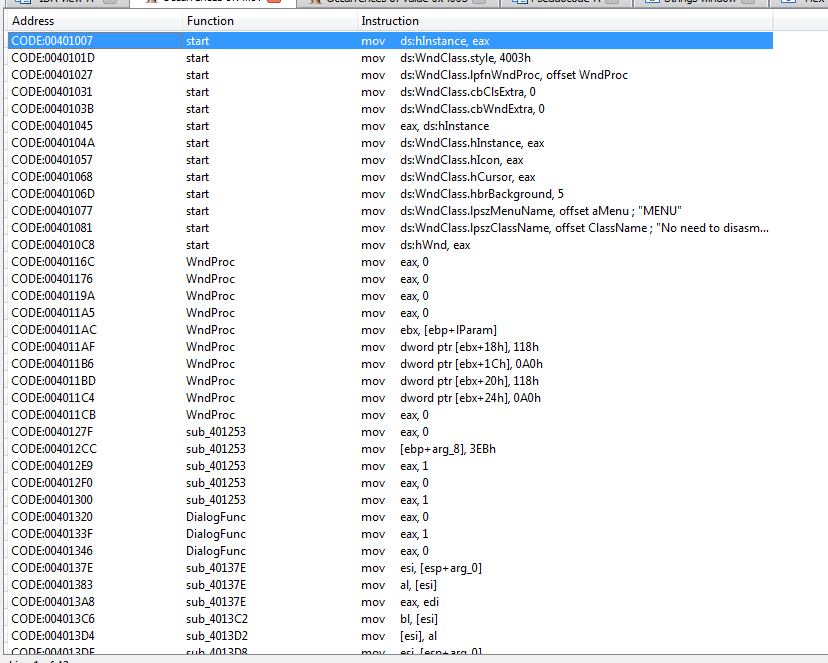 Address Function Instruction
CODE:00401007 start mov ds:hInstance, eax
CODE:0040101D start mov ds:WndClass.style, 4003h
CODE:00401027 start mov ds:WndClass.lpfnWndProc, offset WndProc
CODE:00401031 start mov ds:WndClass.cbClsExtra, 0
CODE:0040103B start mov ds:WndClass.cbWndExtra, 0
CODE:00401045 start mov eax, ds:hInstance
CODE:0040104A start mov ds:WndClass.hInstance, eax
CODE:00401057 start mov ds:WndClass.hIcon, eax
CODE:00401068 start mov ds:WndClass.hCursor, eax
CODE:0040106D start mov ds:WndClass.hbrBackground, 5
CODE:00401077 start mov ds:WndClass.lpszMenuName, offset aMenu ; "MENU"
CODE:00401081 start mov ds:WndClass.lpszClassName, offset ClassName ; "No need to disasm...
CODE:004010C8 start mov ds:hWnd, eax
CODE:0040116C WndProc mov eax, 0
CODE:00401176 WndProc mov eax, 0
CODE:0040119A WndProc mov eax, 0
CODE:004011A5 WndProc mov eax, 0
CODE:004011AC WndProc mov ebx, [ebp+lParam]
CODE:004011AF WndProc mov dword ptr [ebx+18h], 118h
CODE:004011B6 WndProc mov dword ptr [ebx+1Ch], 0A0h
CODE:004011BD WndProc mov dword ptr [ebx+20h], 118h
CODE:004011C4 WndProc mov dword ptr [ebx+24h], 0A0h
CODE:004011CB WndProc mov eax, 0
CODE:0040127F sub_401253 mov eax, 0
CODE:004012CC sub_401253 mov [ebp+arg_8], 3EBh
CODE:004012E9 sub_401253 mov eax, 1
CODE:004012F0 sub_401253 mov eax, 0
CODE:00401300 sub_401253 mov eax, 1
CODE:00401320 DialogFunc mov eax, 0
CODE:0040133F DialogFunc mov eax, 1
CODE:00401346 DialogFunc mov eax, 0
CODE:0040137E sub_40137E mov esi, [esp+arg_0]
CODE:00401383 sub_40137E mov al, [esi]
CODE:004013A8 sub_40137E mov eax, edi
CODE:004013C6 sub_4013C2 mov bl, [esi]
CODE:004013D4 sub_4013D2 mov [esi], al